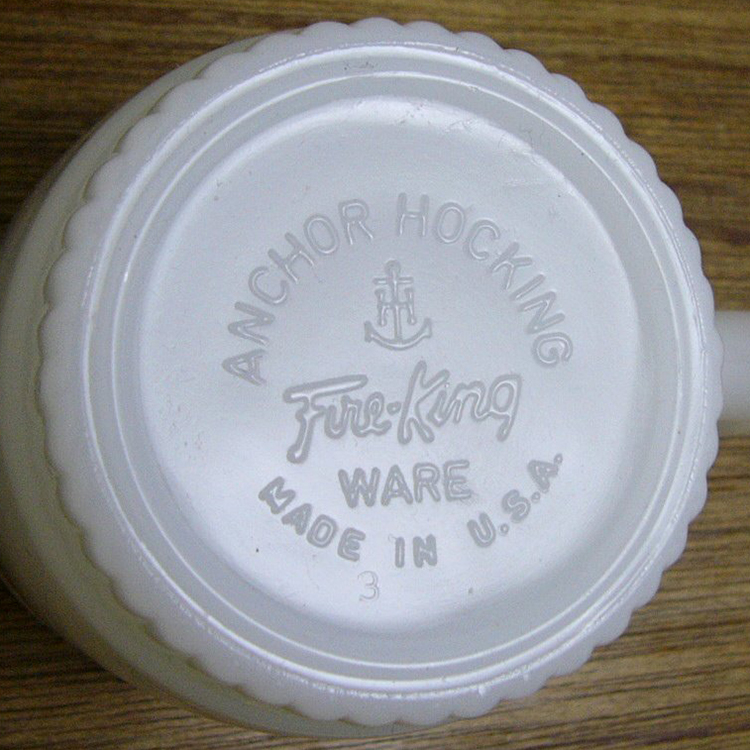 ANCHOR HOCKING
H
Fire-King
WARE
MADE IN U.S.A.
3